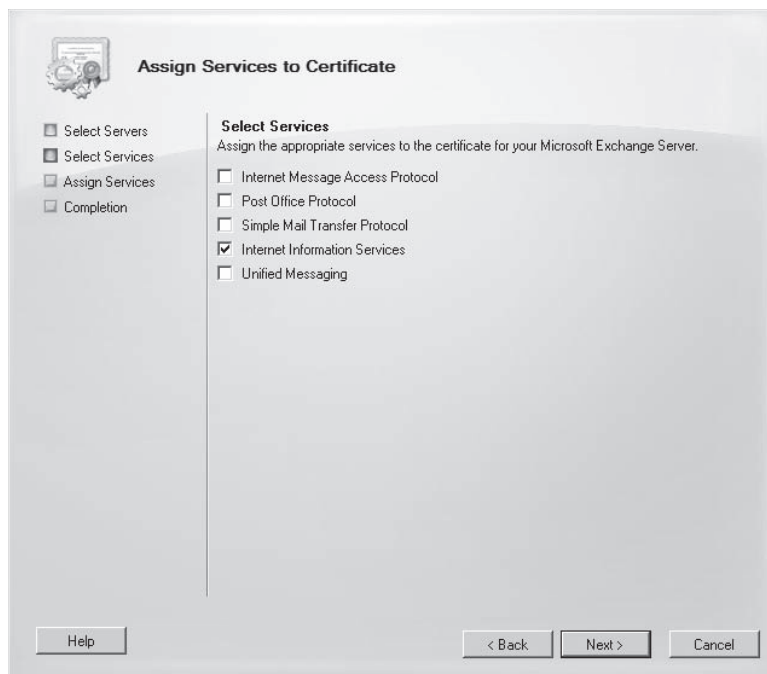 Assign Services to Certificate
Select Servers
Select Services
Assign Services
Completion
Select Services
Assign the appropriate services to the certificate for your Microsoft Exchange Server.
Internet Message Access Protocol
Post Office Protocol
Simple Mail Transfer Protocol
Internet Information Services
Unified Messaging
Help
< Back
Next >
Cancel